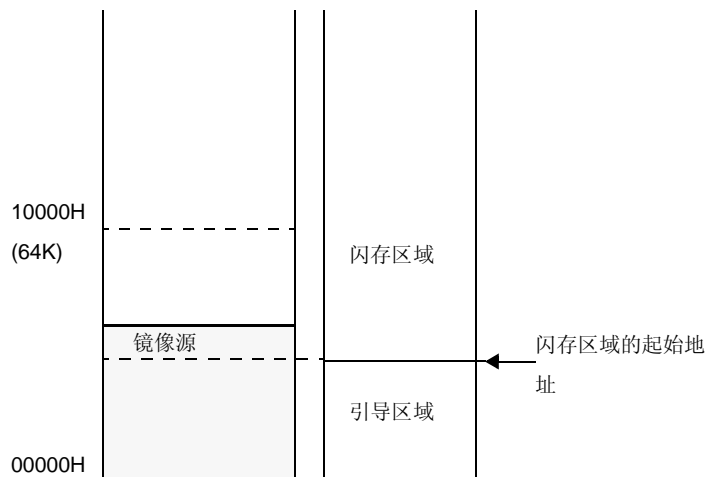 10000H
(64K)
闪存区域
镜像源
闪存区域的起始地
址
引导区域
00000H